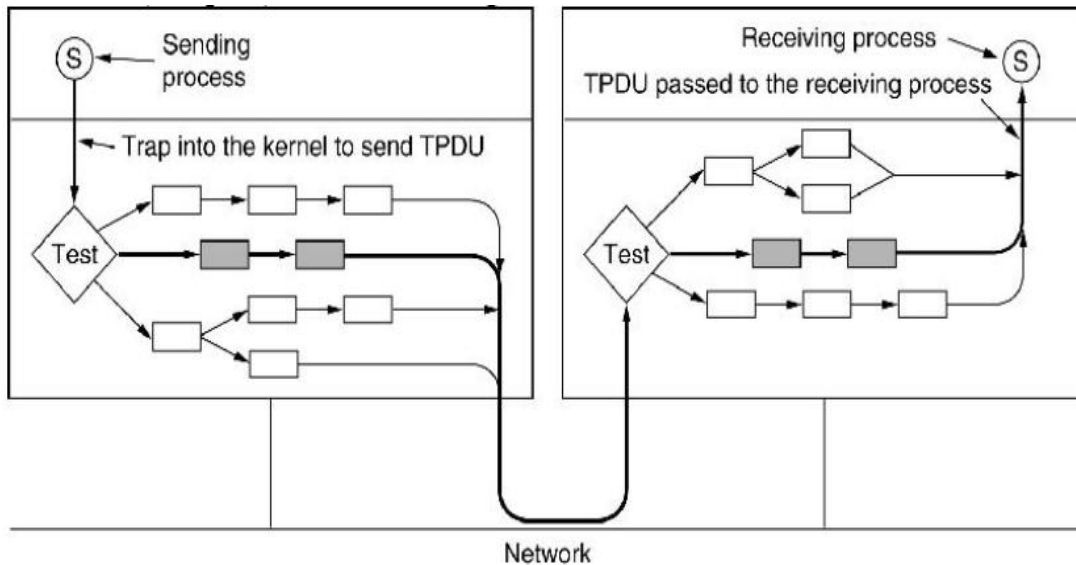 S
Sending
process
Trap into the kernel to send TPDU
Test
Receiving process
S
TPDU passed to the receiving process
Test
Network